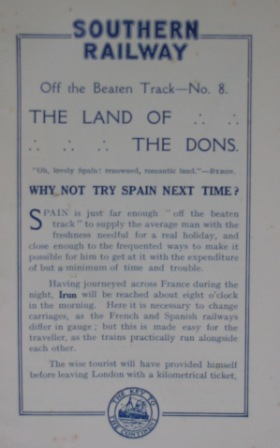 SOUTHERN
RAILWAY
Off the Beaten Track—No. 8.
THE LAND OF ∴ ∴
∴ ∴ ∴ THE DONS.
"Oh, lovely Spain! renowned, romantic land."—BYRON.
WHY NOT TRY SPAIN NEXT TIME?
SPAIN is just far enough "off the beaten
track" to supply the average man with the
freshness needful for a real holiday, and
close enough to the frequented ways to make it
possible for him to get at it with the expenditure
of but a minimum of time and trouble.
Having journeyed across France during the
night, Irun will be reached about eight o'clock
in the morning. Here it is necessary to change
carriages, as the French and Spanish railways
differ in gauge; but this is made easy for the
traveller, as the trains practically run alongside
each other.
The wise tourist will have provided himself
before leaving London with a kilometrical ticket,
THE KEY TO
THE CONTINENT